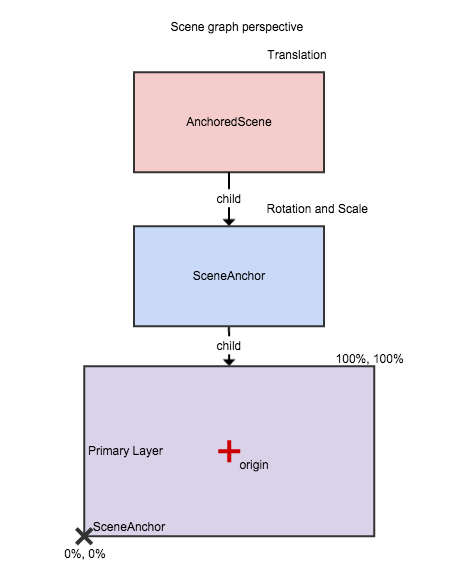 Scene graph perspective
Translation
AnchoredScene
child
Rotation and Scale
SceneAnchor
child
100%, 100%
Primary Layer
origin
SceneAnchor
0%, 0%